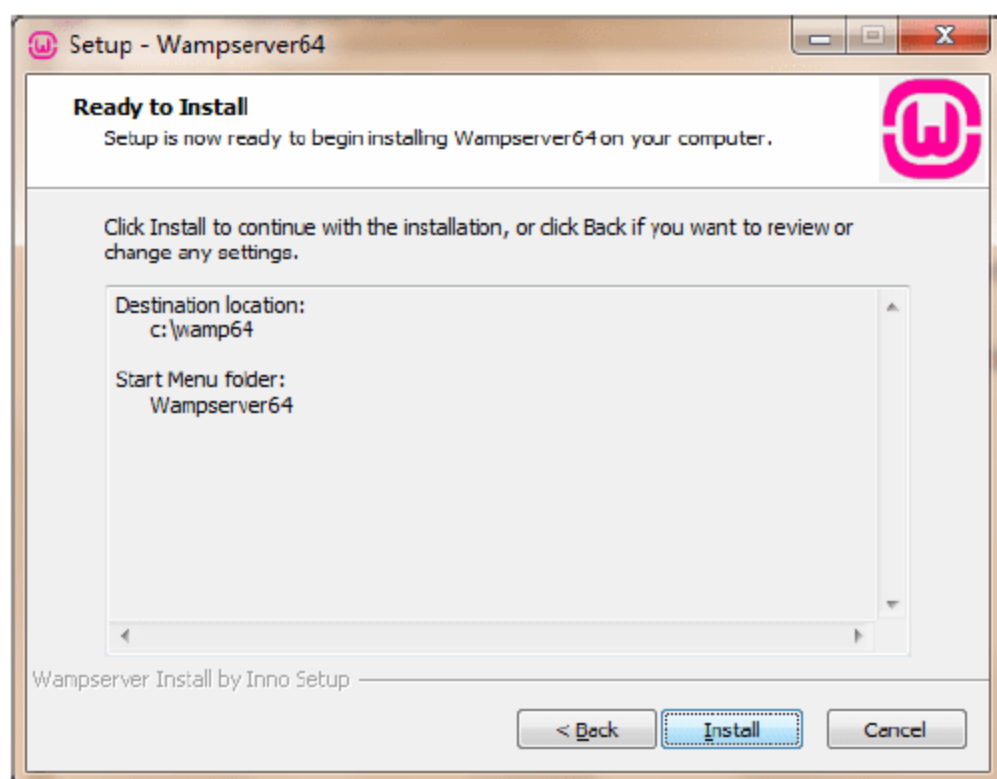 Setup - Wampserver64
Ready to Install
Setup is now ready to begin installing Wampserver64 on your computer.
Click Install to continue with the installation, or click Back if you want to review or
change any settings.
Destination location:
c:\wamp64
Start Menu folder:
Wampserver64
Wampserver Install by Inno Setup
< Back
Install
Cancel